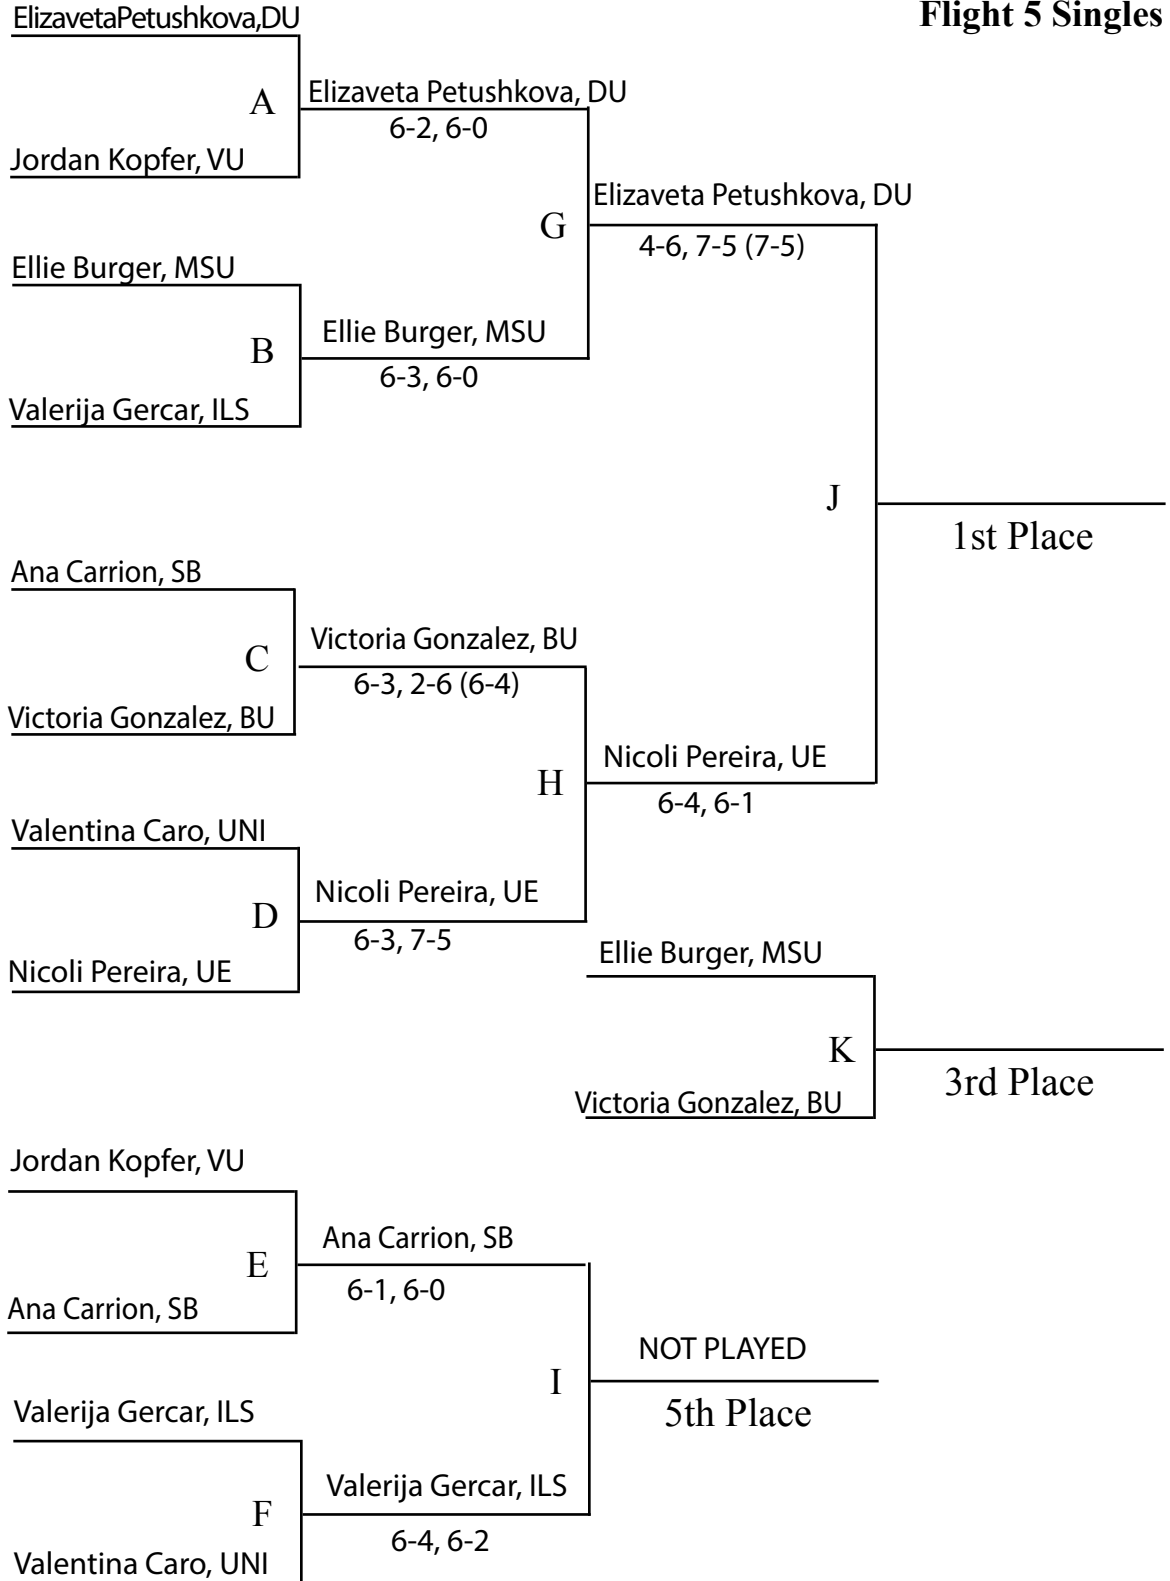 Flight 5 Singles
ElizavetaPetushkova,DU
A
Elizaveta Petushkova, DU
6-2, 6-0
Jordan Kopfer, VU
Elizaveta Petushkova, DU
G
4-6, 7-5 (7-5)
Ellie Burger, MSU
B
Ellie Burger, MSU
6-3, 6-0
Valerija Gercar, ILS
J
1st Place
Ana Carrion, SB
C
Victoria Gonzalez, BU
6-3, 2-6 (6-4)
Victoria Gonzalez, BU
H
Nicoli Pereira, UE
6-4, 6-1
Valentina Caro, UNI
D
Nicoli Pereira, UE
6-3, 7-5
Nicoli Pereira, UE
Ellie Burger, MSU
K
3rd Place
Victoria Gonzalez, BU
Jordan Kopfer, VU
E
Ana Carrion, SB
6-1, 6-0
Ana Carrion, SB
NOT PLAYED
I
5th Place
Valerija Gercar, ILS
F
Valerija Gercar, ILS
6-4, 6-2
Valentina Caro, UNI